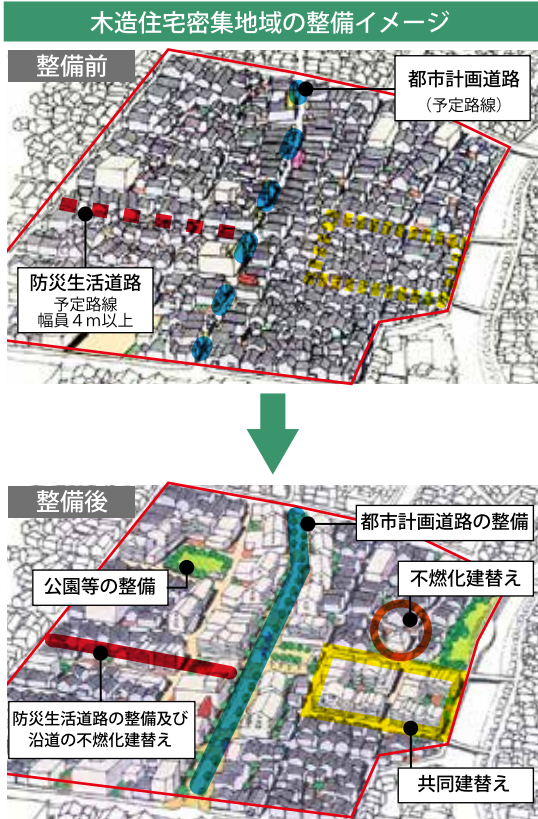 木造住宅密集地域の整備イメージ
整備前
都市計画道路
（予定路線）
防災生活道路
予定路線
幅員４ｍ以上
整備後
都市計画道路の整備
不燃化建替え
公園等の整備
防災生活道路の整備及び
沿道の不燃化建替え
共同建替え